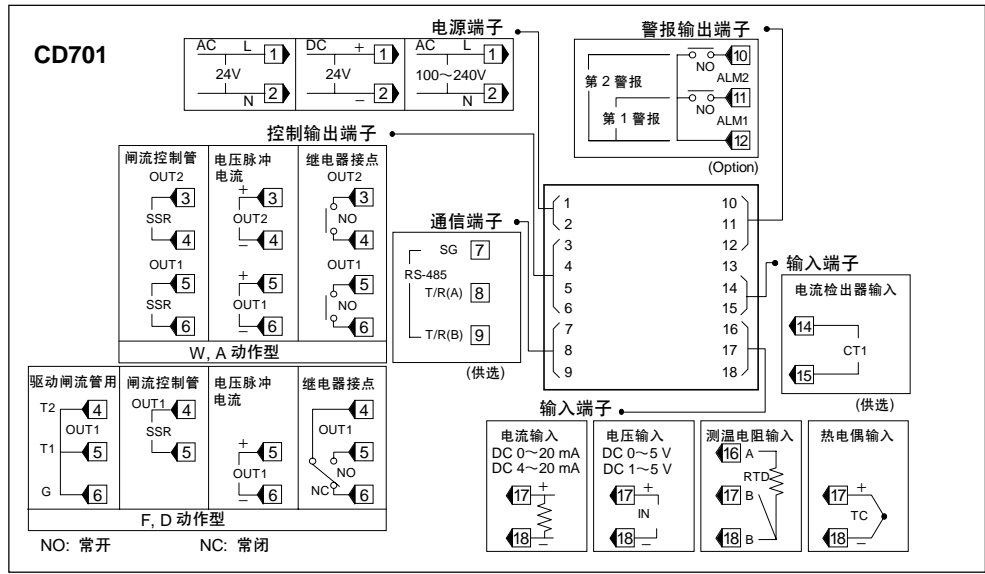 CD701
电源端子
AC L 1
24V
N 2
DC + 1
24V
− 2
AC L 1
100～240V
N 2
警报输出端子
10
NO
ALM2
第 2 警报
11
NO
第 1 警报
ALM1
12
(Option)
控制输出端子
闸流控制管
OUT2
3
SSR
4
OUT1
5
SSR
6
电压脉冲
电流
+ 3
OUT2
− 4
+ 5
OUT1
− 6
继电器接点
OUT2
3
NO
4
OUT1
5
NO
6
W, A 动作型
通信端子
SG 7
RS-485
T/R(A) 8
T/R(B) 9
(供选)
1
2
3
4
5
6
7
8
9
10
11
12
13
14
15
16
17
18
输入端子
电流检出器输入
14
CT1
15
(供选)
驱动闸流管用
T2 4
OUT1
T1 5
G 6
闸流控制管
OUT1 4
SSR
5
电压脉冲
电流
+ 5
OUT1
− 6
继电器接点
4
OUT1
5
NO
NC 6
F, D 动作型
NO: 常开 NC: 常闭
输入端子
电流输入
DC 0～20 mA
DC 4～20 mA
17 +
18 −
电压输入
DC 0～5 V
DC 1～5 V
17 +
IN
18 −
测温电阻输入
16 A
RTD
17 B
18 B
热电偶输入
17 +
TC
18 −